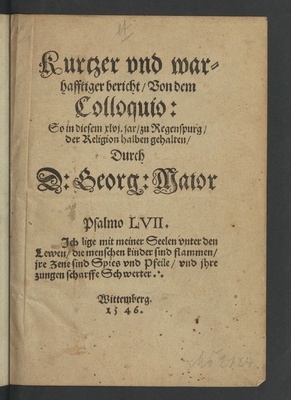 Kurtzer vnd war-
hafftiger bericht/ Von dem
Colloquio:
So in diesem xlvj. jar/ zu Regenspurg/
der Religion halben gehalten/
Durch
D: Georg: Maior
Psalmo LVII.
Ich lige mit meiner Seelen vnter den
Lewen/ die menschen kinder sind flammen/
jre Zene sind Spies vnd Pfeile/ vnd jhre
zungen scharffe Schwerter.
Wittemberg.
1546.